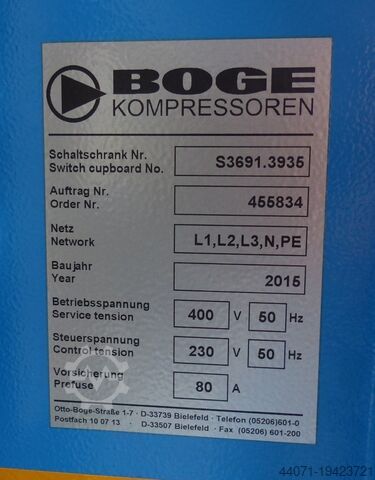 BOGE
KOMPRESSOREN
Schaltschrank Nr.
Switch cupboard No.
S3691.3935
Auftrag Nr.
Order Nr.
455834
Netz
Network
L1,L2,L3,N,PE
Baujahr
Year
2015
Betriebsspannung
Service tension
400 V 50 Hz
Steuerspannung
Control tension
230 V 50 Hz
Vorsicherung
Prefuse
80 A
Otto-Boge-Straße 1-7 · D-33739 Bielefeld · Telefon (05206)601-0
Postfach 10 07 13 · D-33507 Bielefeld · Fax (05206) 601-200
44071-19423721